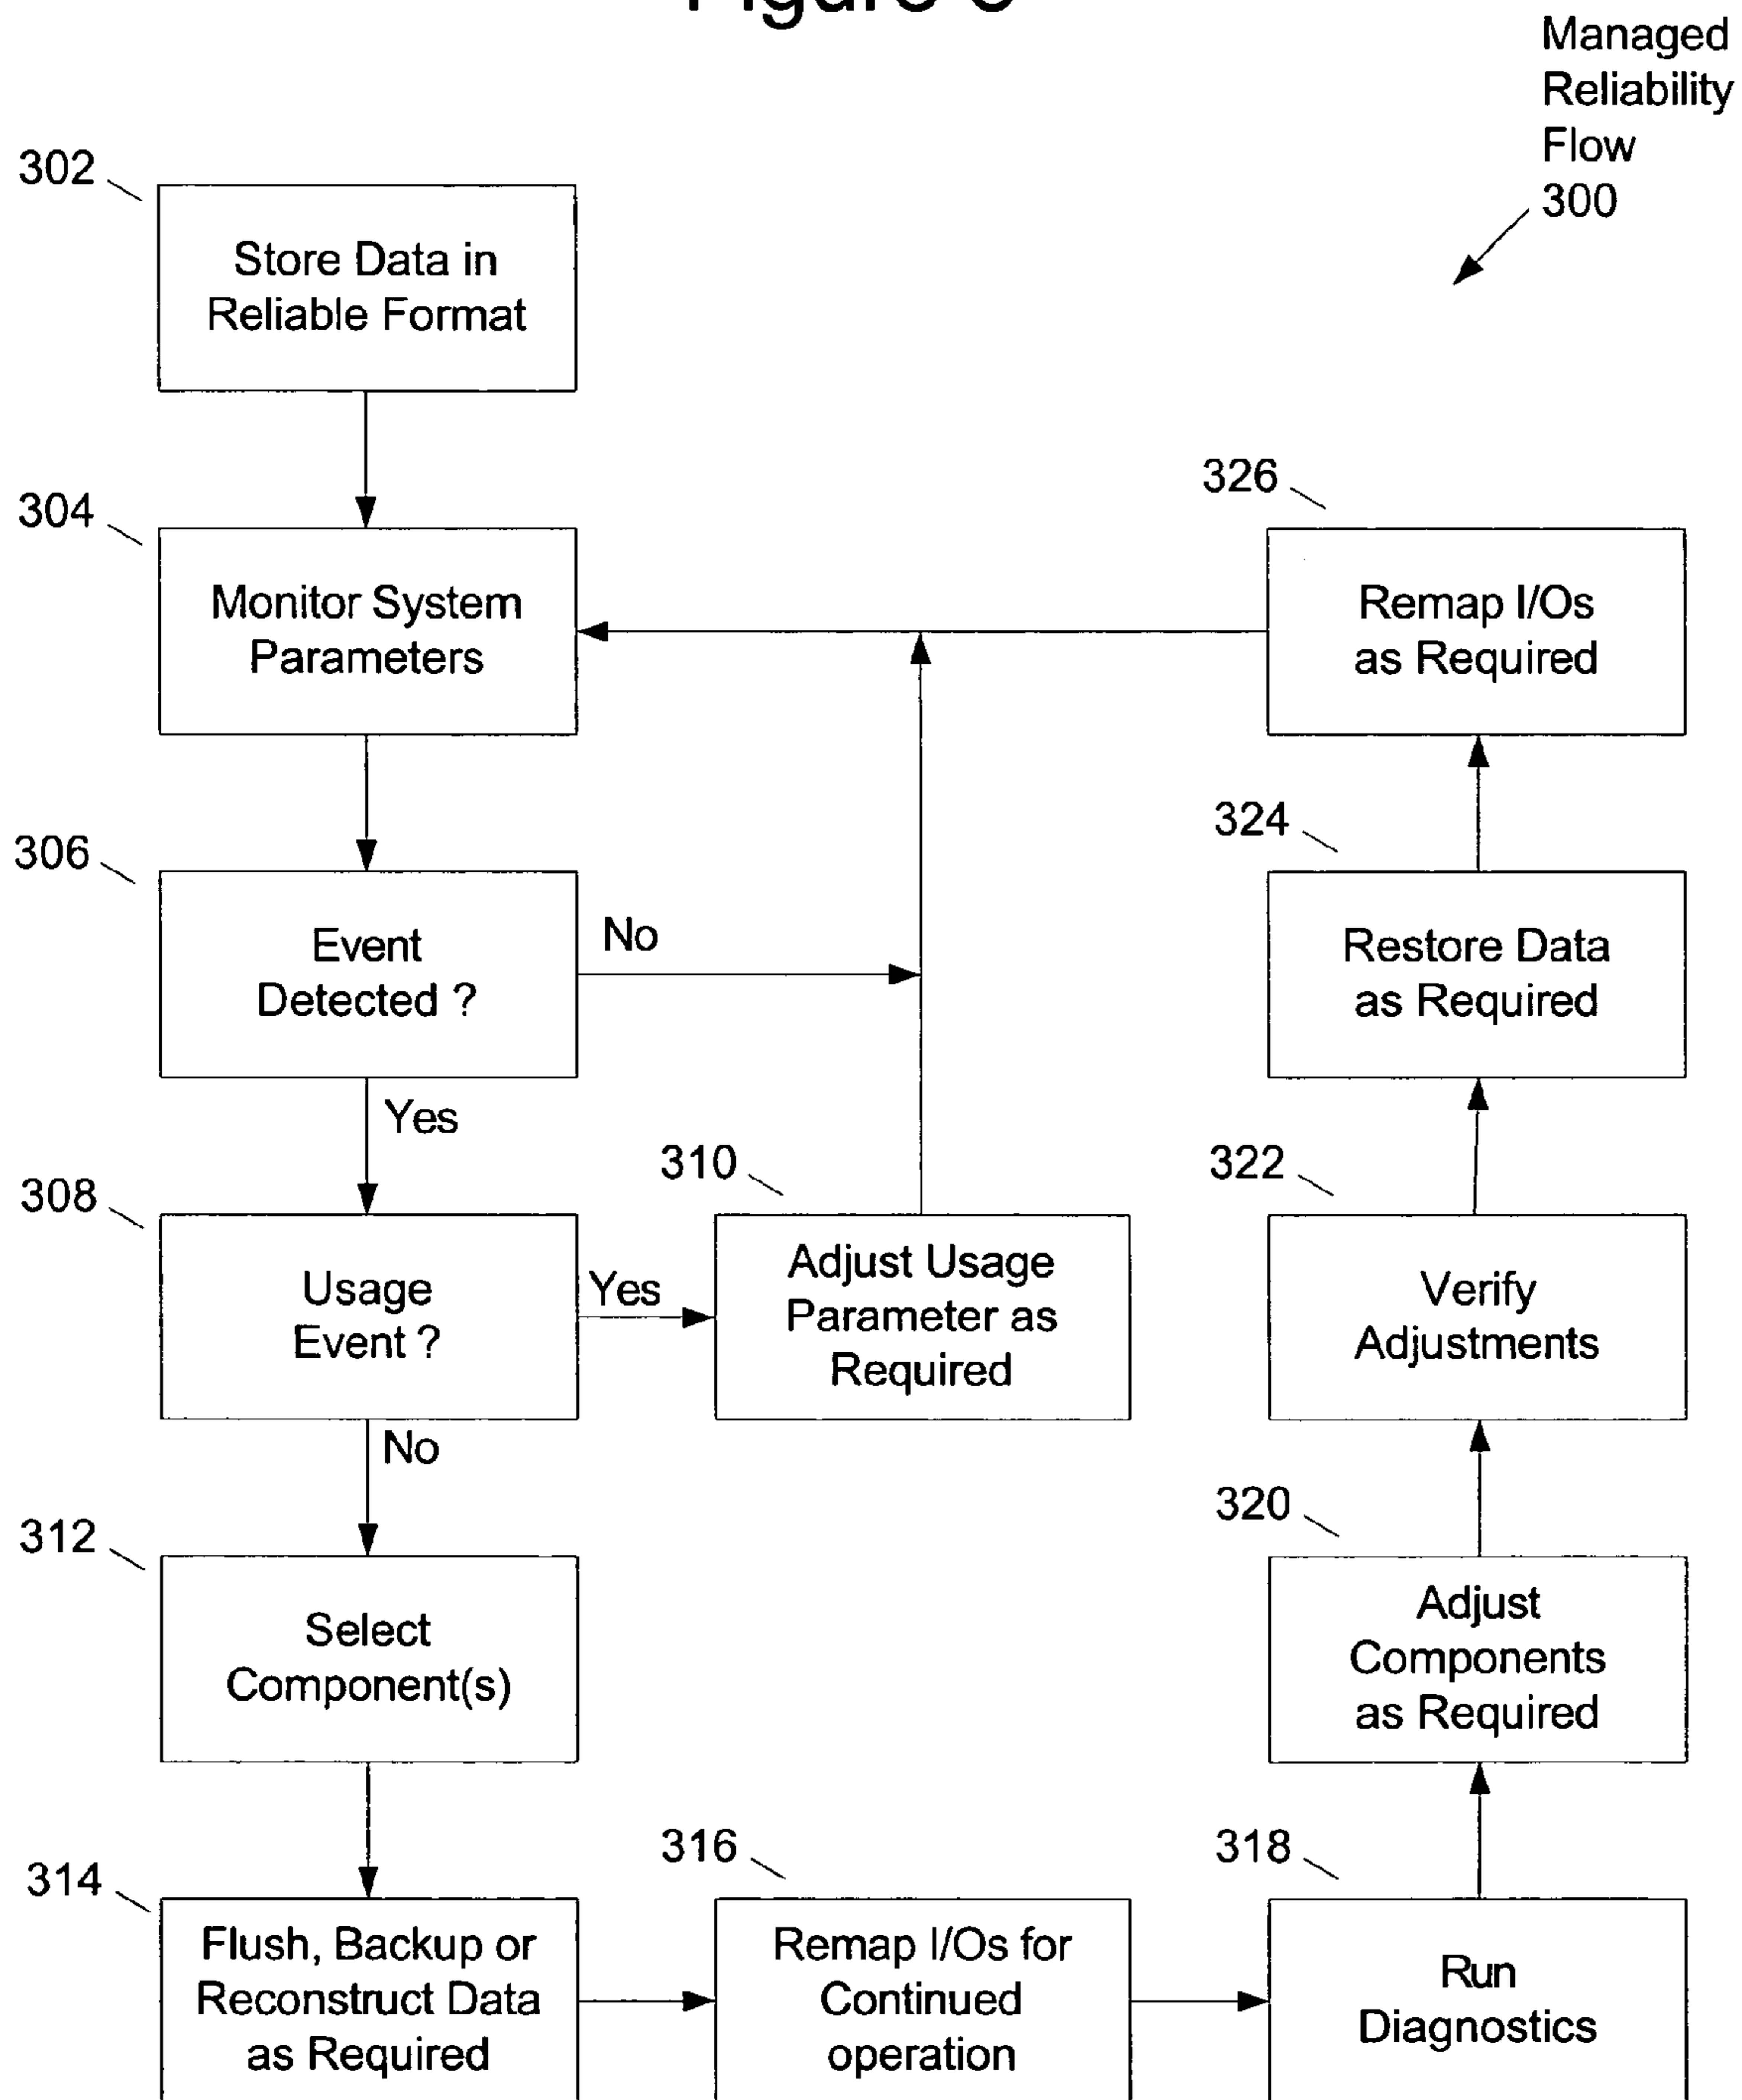 Managed
Reliability
Flow
300
302
Store Data in
Reliable Format
304
Monitor System
Parameters
326
Remap I/Os
as Required
306
Event
Detected ?
No
Yes
324
Restore Data
as Required
308
Usage
Event ?
Yes
No
310
Adjust Usage
Parameter as
Required
322
Verify
Adjustments
312
Select
Component(s)
320
Adjust
Components
as Required
314
Flush, Backup or
Reconstruct Data
as Required
316
Remap I/Os for
Continued
operation
318
Run
Diagnostics